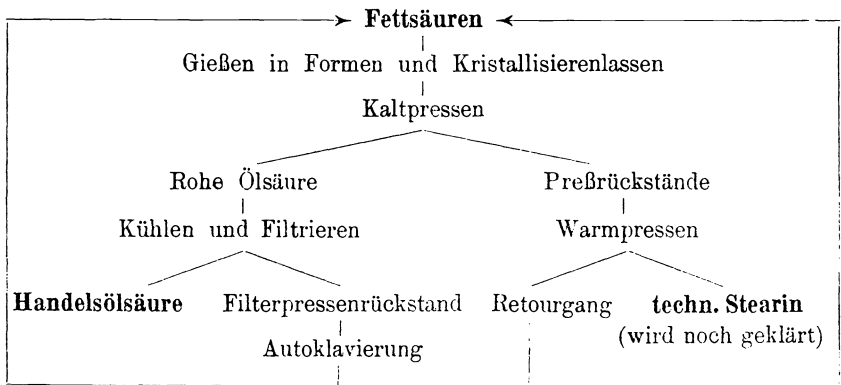 Fettsäuren
Gießen in Formen und Kristallisierenlassen
Kaltpressen
Rohe Ölsäure Preßrückstände
Kühlen und Filtrieren Warmpressen
Handelsölsäure Filterpressenrückstand Retourgang techn. Stearin
(wird noch geklärt)
Autoklavierung